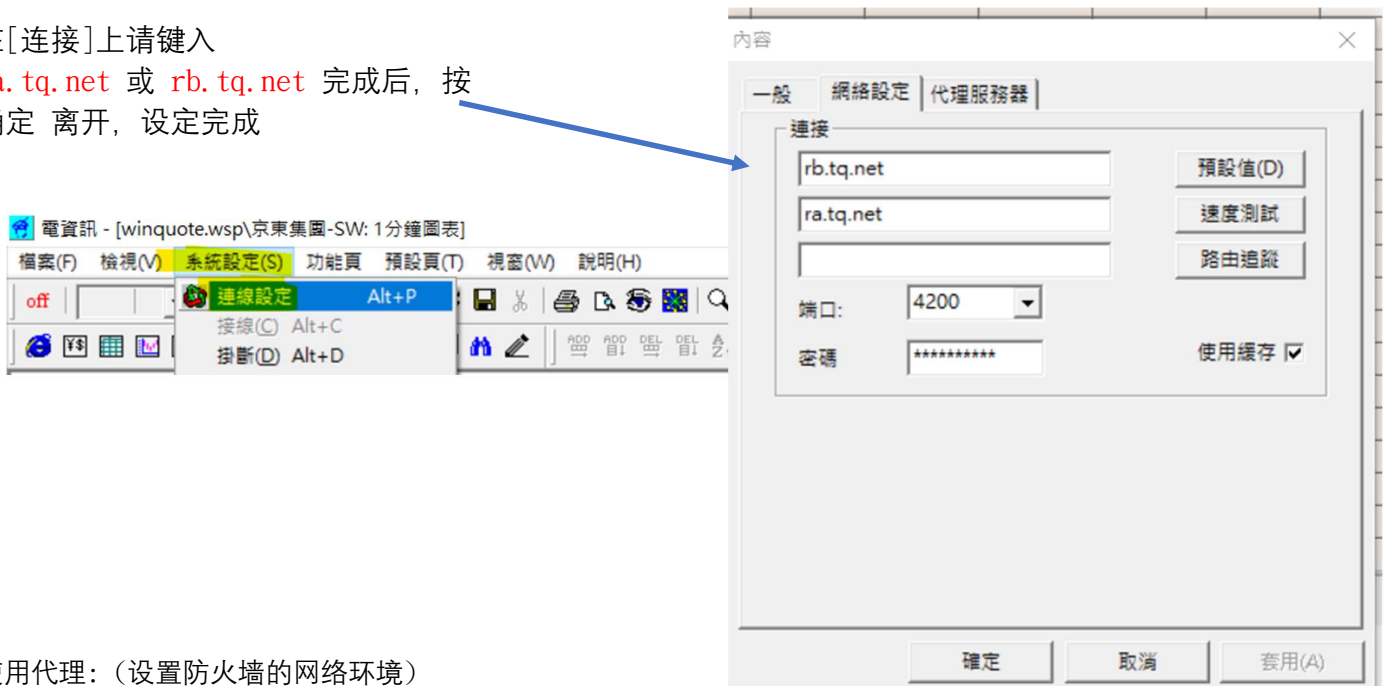 [连接]上请键入
a.tq.net 或 rb.tq.net 完成后，按
定 离开，设定完成
電資訊 - [winquote.wsp\京東集團-SW: 1分鐘圖表]
檔案(F) 檢視(V) 系統設定(S) 功能頁 預設頁(T) 視窗(W) 說明(H)
off
連線設定 Alt+P
接線(C) Alt+C
掛斷(D) Alt+D
ADD ADD DEL DEL
內容
一般 網絡設定 代理服務器
連接
rb.tq.net 預設值(D)
ra.tq.net 速度測試
路由追蹤
端口: 4200
密碼 ********** 使用緩存
確定 取消 套用(A)
用代理：（设置防火墙的网络环境）